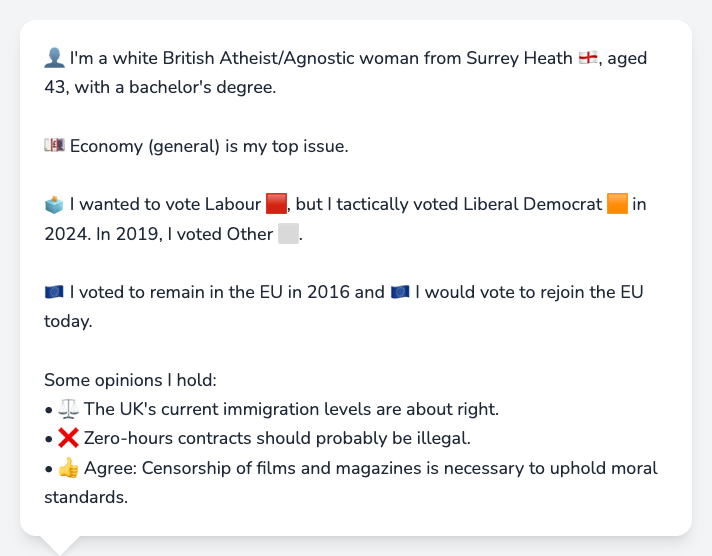 👤 I'm a white British Atheist/Agnostic woman from Surrey Heath 🏴󠁧󠁢󠁥󠁮󠁧󠁿, aged
43, with a bachelor's degree.
💷 Economy (general) is my top issue.
🗳️ I wanted to vote Labour 🟥, but I tactically voted Liberal Democrat 🟧 in
2024. In 2019, I voted Other ⬜.
🇪🇺 I voted to remain in the EU in 2016 and 🇪🇺 I would vote to rejoin the EU
today.
Some opinions I hold:
• ⚖️ The UK's current immigration levels are about right.
• ❌ Zero-hours contracts should probably be illegal.
• 👍 Agree: Censorship of films and magazines is necessary to uphold moral
standards.